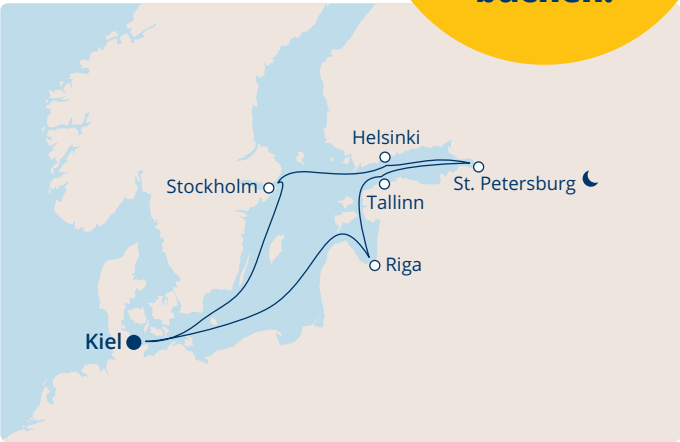 buchen!
Helsinki
Stockholm
St. Petersburg
Tallinn
Riga
Kiel